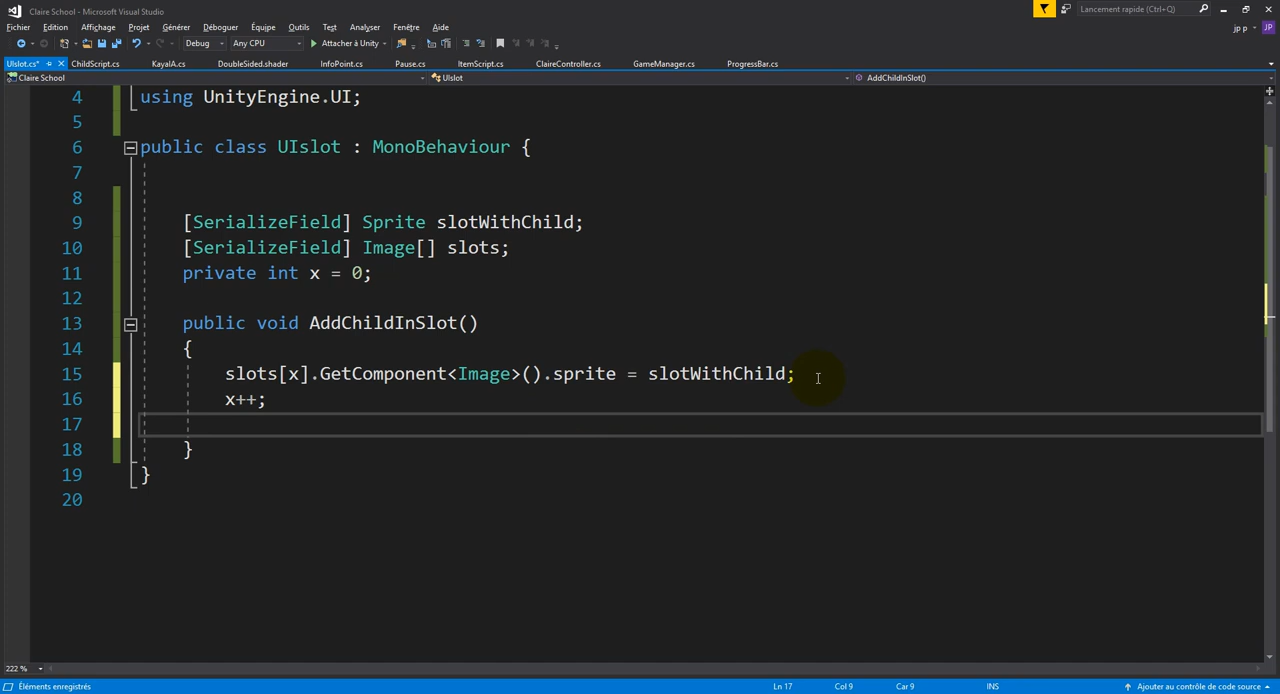 Claire School - Microsoft Visual Studio
Lancement rapide (Ctrl+Q)
Fichier Edition Affichage Projet Générer Déboguer Équipe Outils Test Analyser Fenêtre Aide
jp p JP
Debug Any CPU Attacher à Unity
UIslot.cs* ChildScript.cs KayaIA.cs DoubleSided.shader InfoPoint.cs Pause.cs ItemScript.cs ClaireController.cs GameManager.cs ProgressBar.cs
Claire School UIslot AddChildInSlot()
4 using UnityEngine.UI;
5
6 public class UIslot : MonoBehaviour {
7
8
9 [SerializeField] Sprite slotWithChild;
10 [SerializeField] Image[] slots;
11 private int x = 0;
12
13 public void AddChildInSlot()
14 {
15 slots[x].GetComponent<Image>().sprite = slotWithChild;
16 x++;
17
18 }
19 }
20
222 %
Éléments enregistrés Ln 17 Col 9 Car 9 INS Ajouter au contrôle de code source